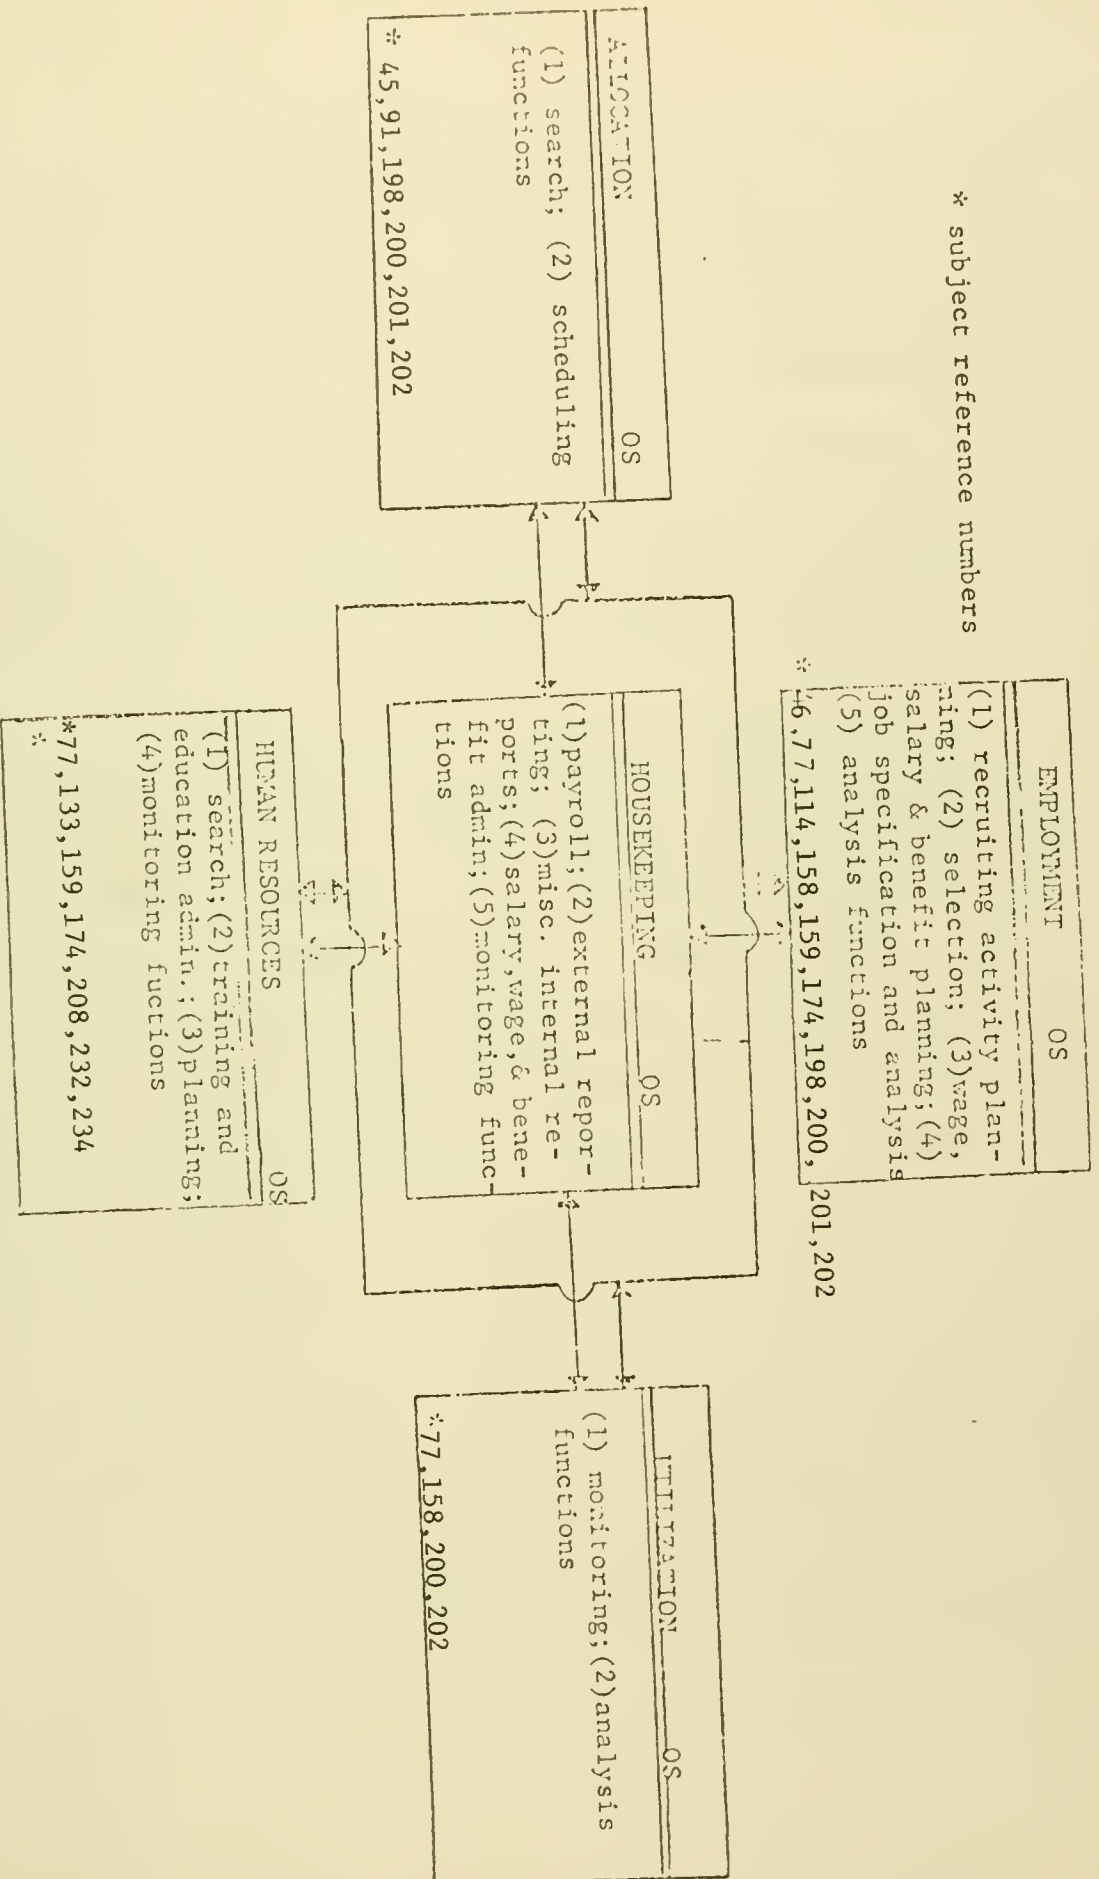 * subject reference numbers
EMPLOYMENT OS
(1) recruiting activity plan-
ning; (2) selection; (3)wage,
salary & benefit planning;(4)
job specification and analysis
(5) analysis functions
* 46,77,114,158,159,174,198,200,201,202
ALLOCATION OS
(1) search; (2) scheduling
functions
* 45,91,198,200,201,202
HOUSEKEEPING OS
(1)payroll;(2)external repor-
ting; (3)misc. internal re-
ports;(4)salary,wage,& bene-
fit admin;(5)monitoring func-
tions
UTILIZATION OS
(1) monitoring;(2)analysis
functions
*77,158,200,202
HUMAN RESOURCES OS
(1) search;(2)training and
education admin.;(3)planning;
(4)monitoring fuctions
*77,133,159,174,208,232,234
*